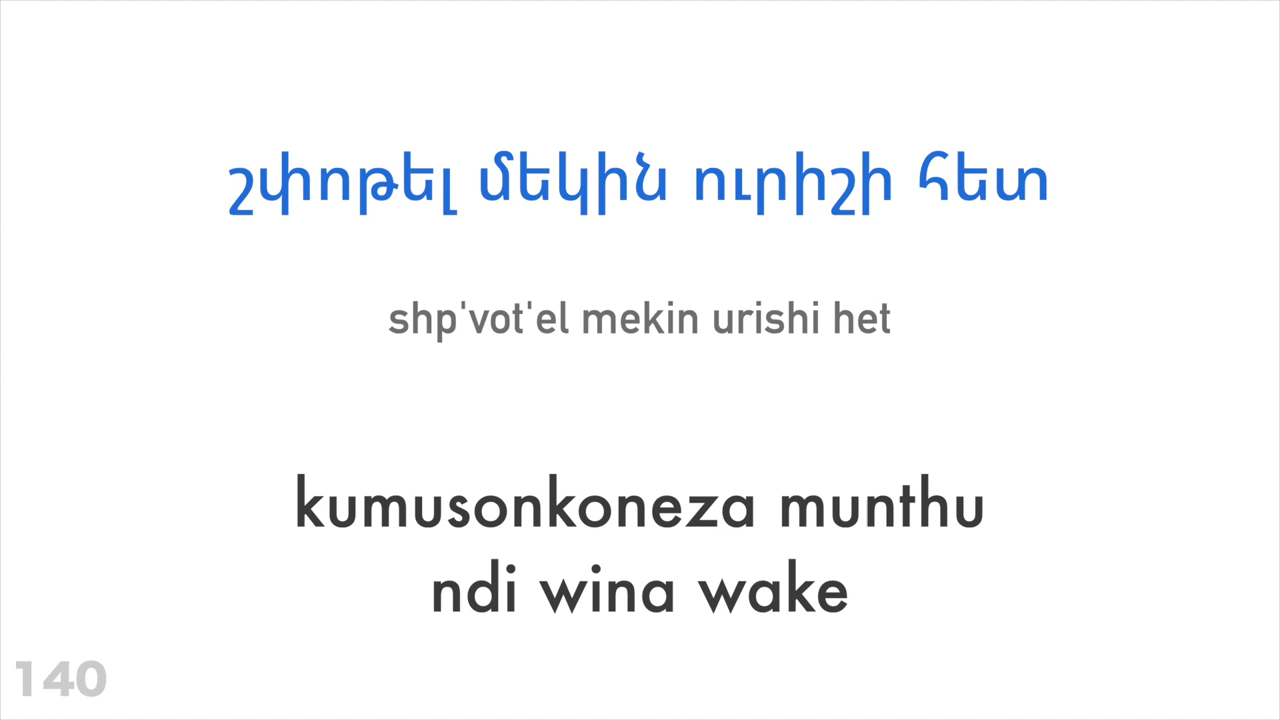 շփոթել մեկին ուրիշի հետ
shp'vot'el mekin urishi het
kumusonkoneza munthu
ndi wina wake
140